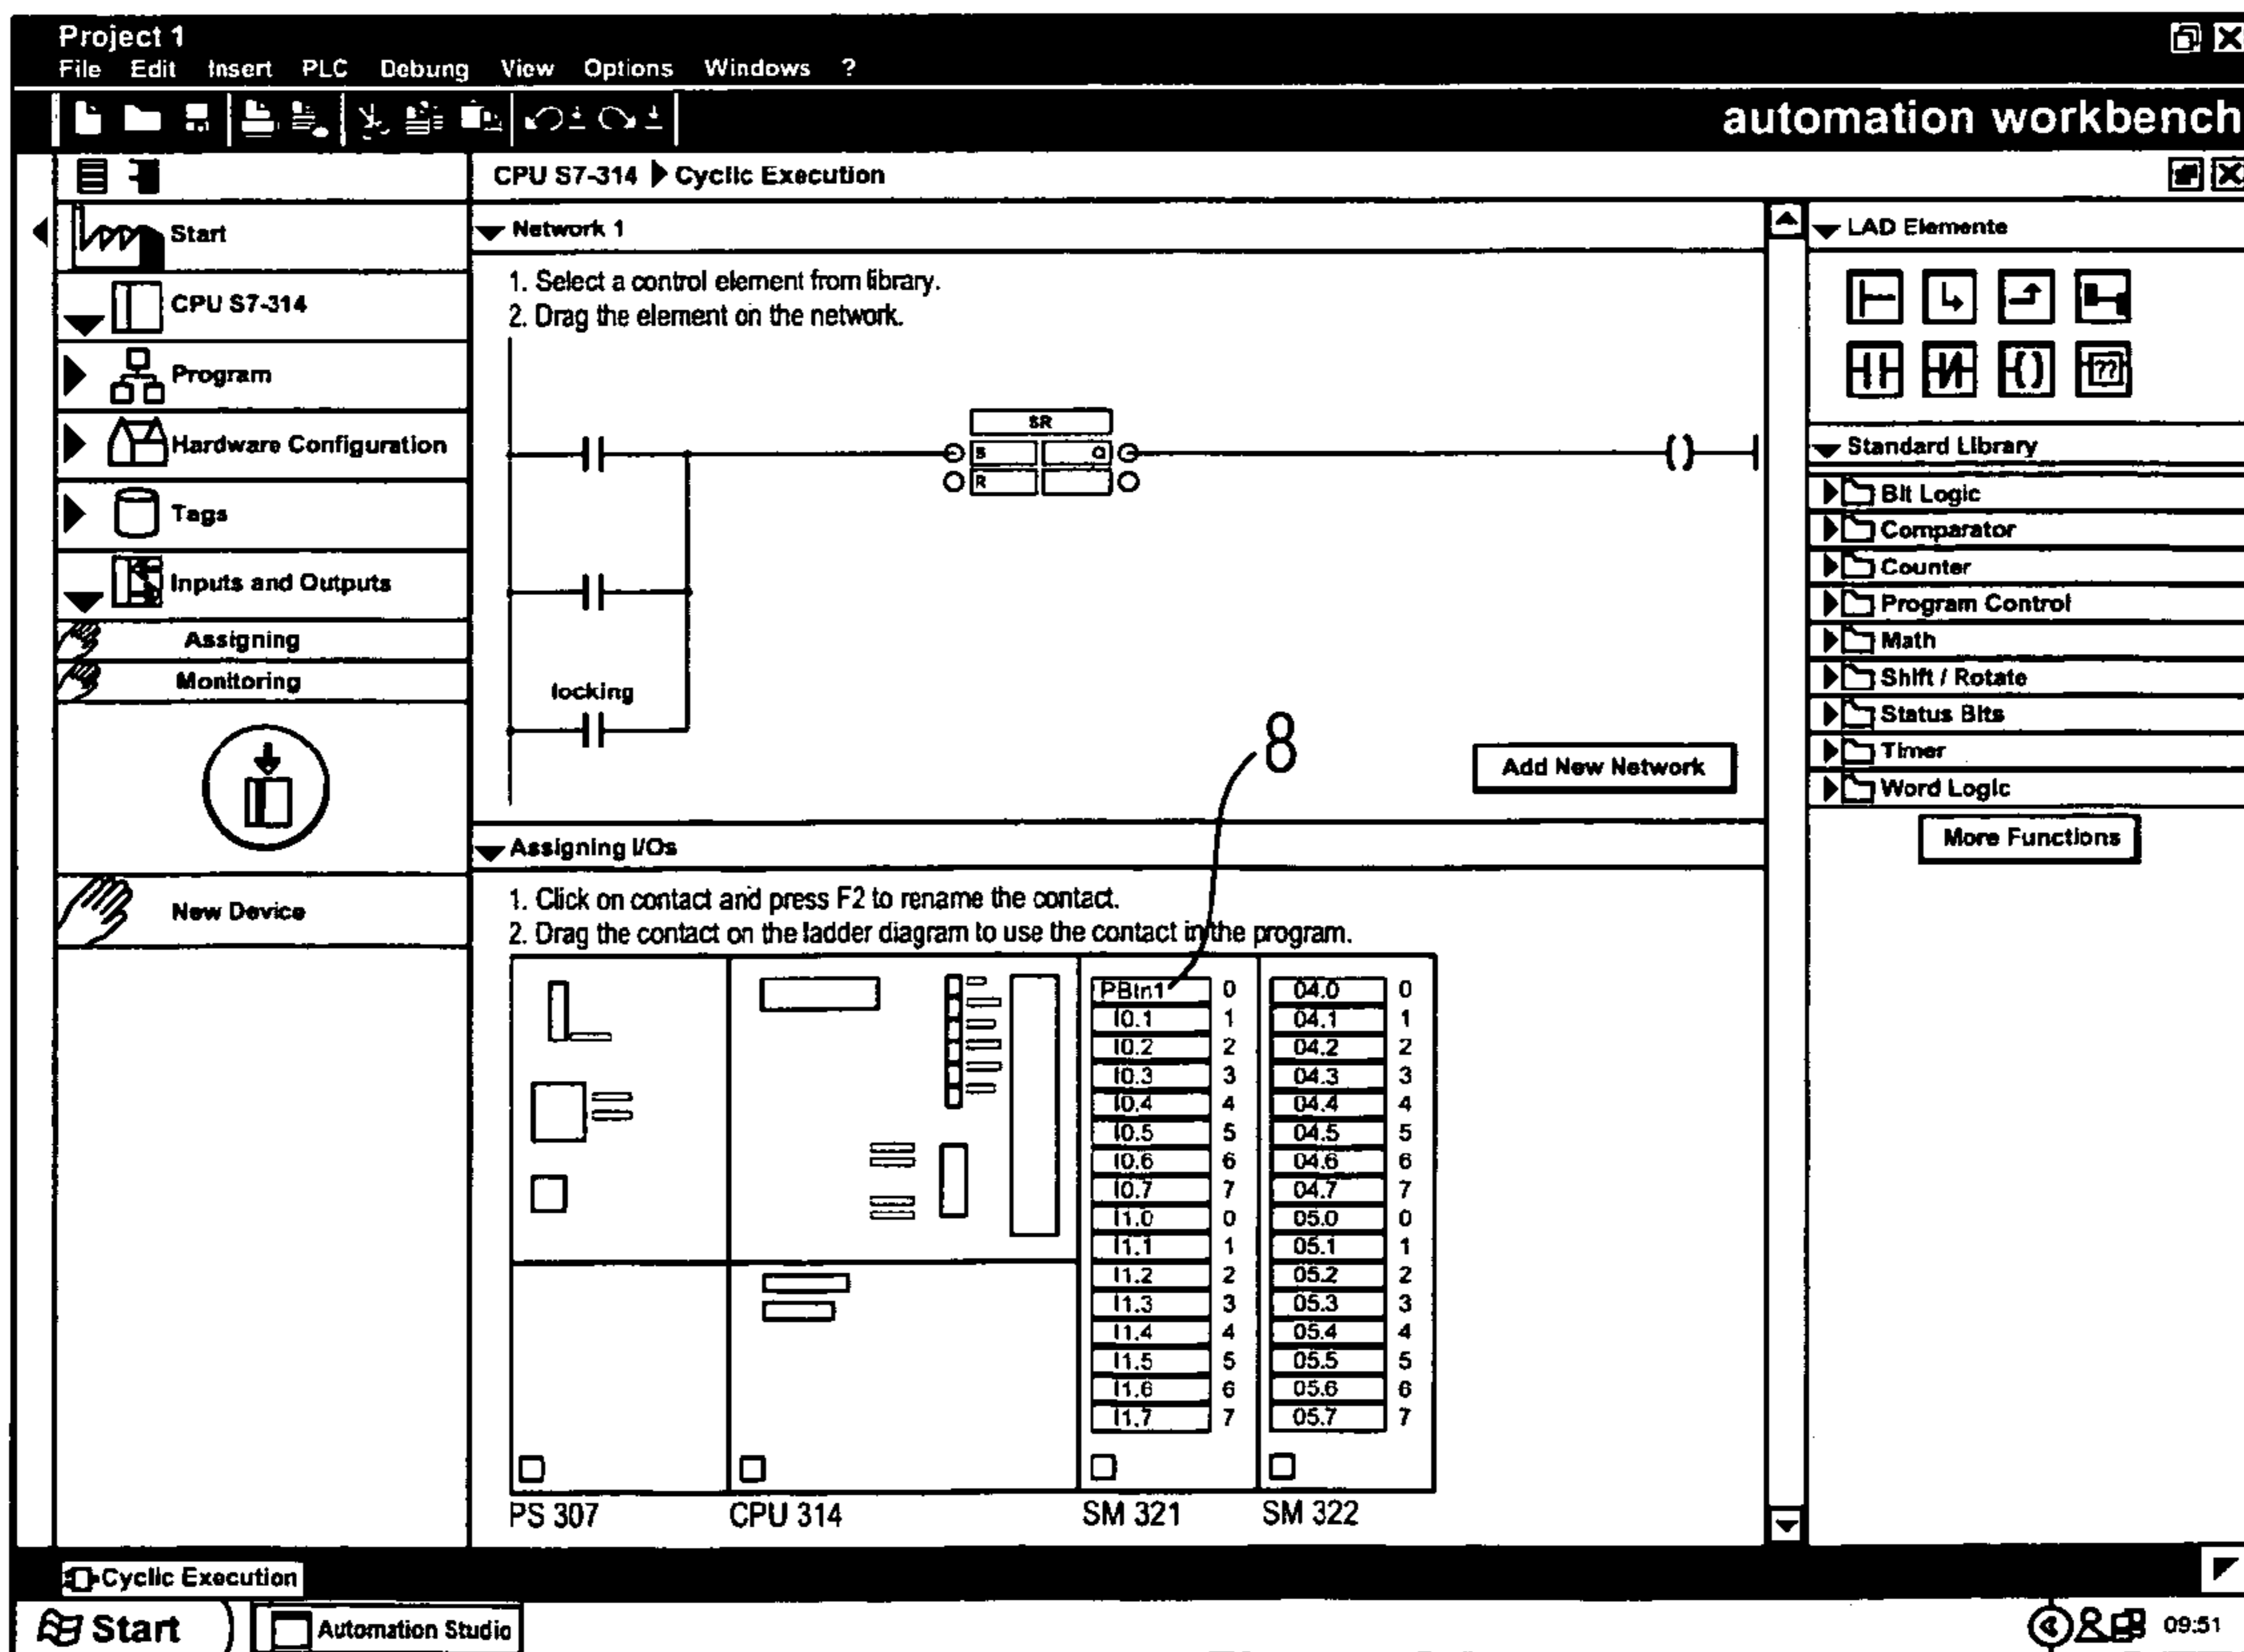 Project 1
File Edit Insert PLC Debung View Options Windows ?
automation workbench
CPU S7-314 Cyclic Execution
Start
CPU S7-314
Program
Hardware Configuration
Tags
Inputs and Outputs
Assigning
Monitoring
New Device
Network 1
1. Select a control element from library.
2. Drag the element on the network.
SR
S Q
R
( )
locking
8
Add New Network
Assigning I/Os
1. Click on contact and press F2 to rename the contact.
2. Drag the contact on the ladder diagram to use the contact in the program.
PBtn1 0 04.0 0
I0.1 1 04.1 1
I0.2 2 04.2 2
I0.3 3 04.3 3
I0.4 4 04.4 4
I0.5 5 04.5 5
I0.6 6 04.6 6
I0.7 7 04.7 7
I1.0 0 05.0 0
I1.1 1 05.1 1
I1.2 2 05.2 2
I1.3 3 05.3 3
I1.4 4 05.4 4
I1.5 5 05.5 5
I1.6 6 05.6 6
I1.7 7 05.7 7
PS 307 CPU 314 SM 321 SM 322
LAD Elemente
( ) ??
Standard Library
Bit Logic
Comparator
Counter
Program Control
Math
Shift / Rotate
Status Bits
Timer
Word Logic
More Functions
Cyclic Execution
Start Automation Studio 09:51